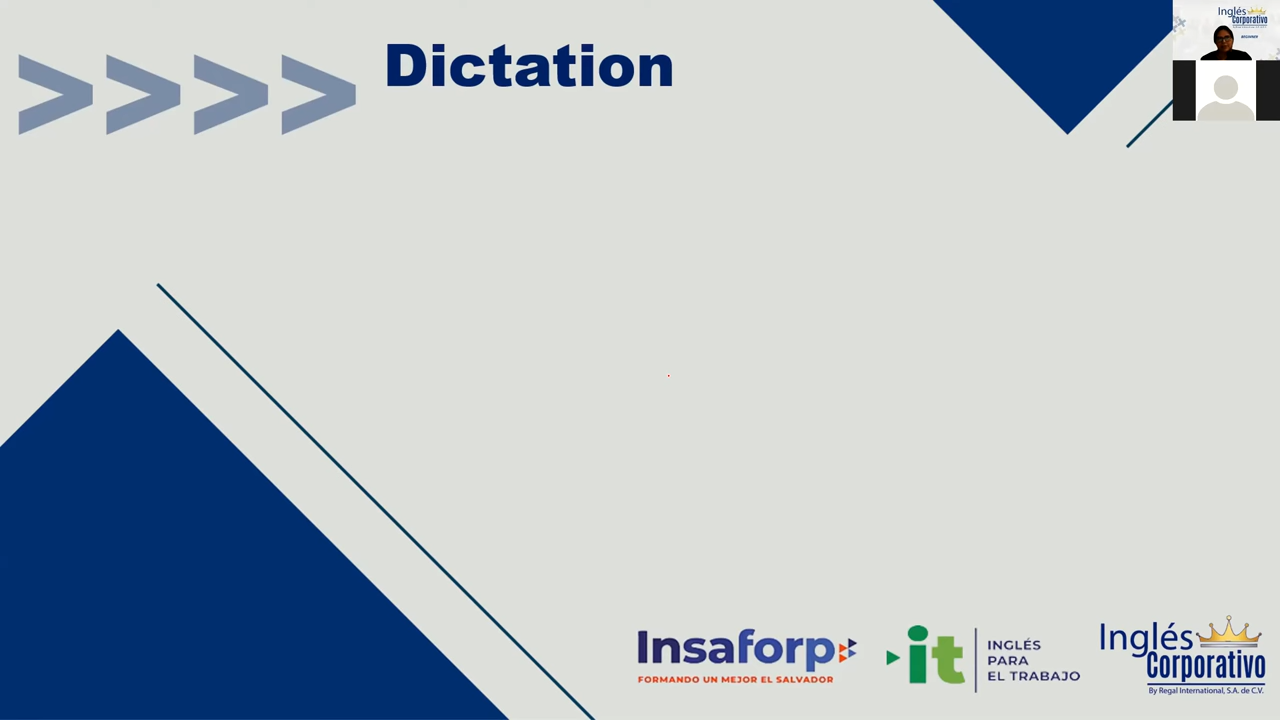 Dictation
Inglés
Corporativo
BEGINNER
Insaforp
FORMANDO UN MEJOR EL SALVADOR
it
INGLÉS
PARA
EL TRABAJO
Inglés
Corporativo
By Regal International, S.A. de C.V.